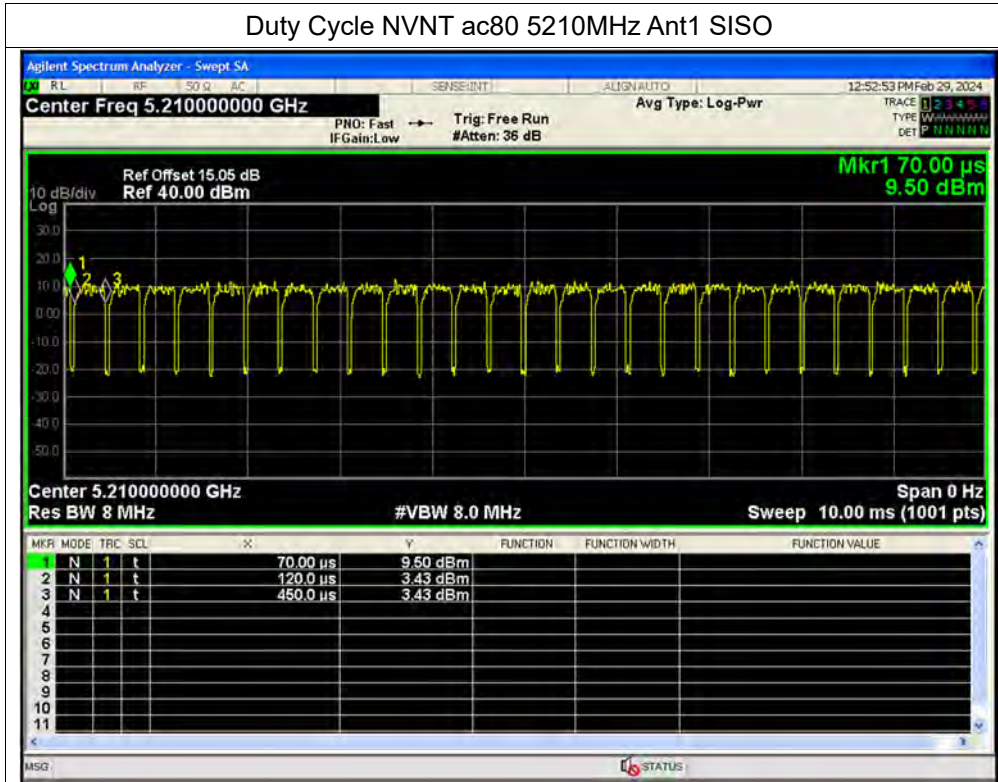 Duty Cycle NVNT ac80 5210MHz Ant1 SISO
Agilent Spectrum Analyzer - Swept SA
RL RF 50 Ω AC SENSE:INT ALIGN AUTO 12:52:53 PM Feb 29, 2024
Center Freq 5.210000000 GHz Avg Type: Log-Pwr TRACE 1 2 3 4 5 6
PNO: Fast Trig: Free Run TYPE W
IFGain:Low #Atten: 36 dB DET P N N N N N
Mkr1 70.00 µs
Ref Offset 15.05 dB
10 dB/div Ref 40.00 dBm 9.50 dBm
Log
30.0
20.0
10.0
0.00
-10.0
-20.0
-30.0
-40.0
-50.0
1
2
3
Center 5.210000000 GHz Span 0 Hz
Res BW 8 MHz #VBW 8.0 MHz Sweep 10.00 ms (1001 pts)
MKR MODE TRC SCL X Y FUNCTION FUNCTION WIDTH FUNCTION VALUE
1 N 1 t 70.00 µs 9.50 dBm
2 N 1 t 120.0 µs 3.43 dBm
3 N 1 t 450.0 µs 3.43 dBm
4
5
6
7
8
9
10
11
MSG STATUS